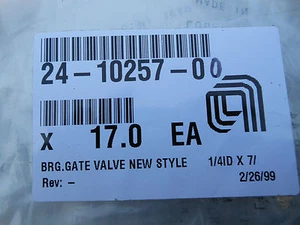 24-10257-00
X 17.0 EA
BRG.GATE VALVE NEW STYLE 1/4ID X 7/
Rev: – 2/26/99